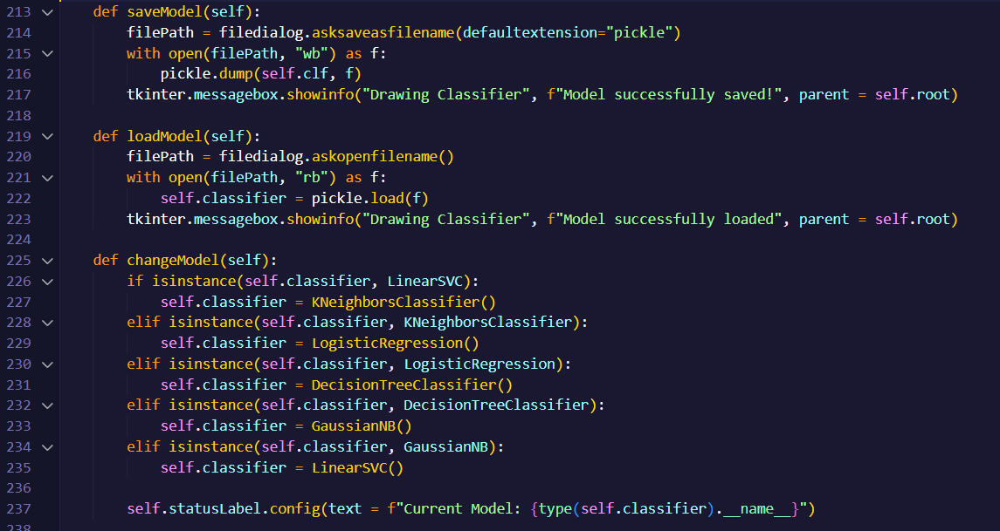 213 def saveModel(self):
214 filePath = filedialog.asksaveasfilename(defaultextension="pickle")
215 with open(filePath, "wb") as f:
216 pickle.dump(self.clf, f)
217 tkinter.messagebox.showinfo("Drawing Classifier", f"Model successfully saved!", parent = self.root)
218
219 def loadModel(self):
220 filePath = filedialog.askopenfilename()
221 with open(filePath, "rb") as f:
222 self.classifier = pickle.load(f)
223 tkinter.messagebox.showinfo("Drawing Classifier", f"Model successfully loaded", parent = self.root)
224
225 def changeModel(self):
226 if isinstance(self.classifier, LinearSVC):
227 self.classifier = KNeighborsClassifier()
228 elif isinstance(self.classifier, KNeighborsClassifier):
229 self.classifier = LogisticRegression()
230 elif isinstance(self.classifier, LogisticRegression):
231 self.classifier = DecisionTreeClassifier()
232 elif isinstance(self.classifier, DecisionTreeClassifier):
233 self.classifier = GaussianNB()
234 elif isinstance(self.classifier, GaussianNB):
235 self.classifier = LinearSVC()
236
237 self.statusLabel.config(text = f"Current Model: {type(self.classifier).__name__}")
238